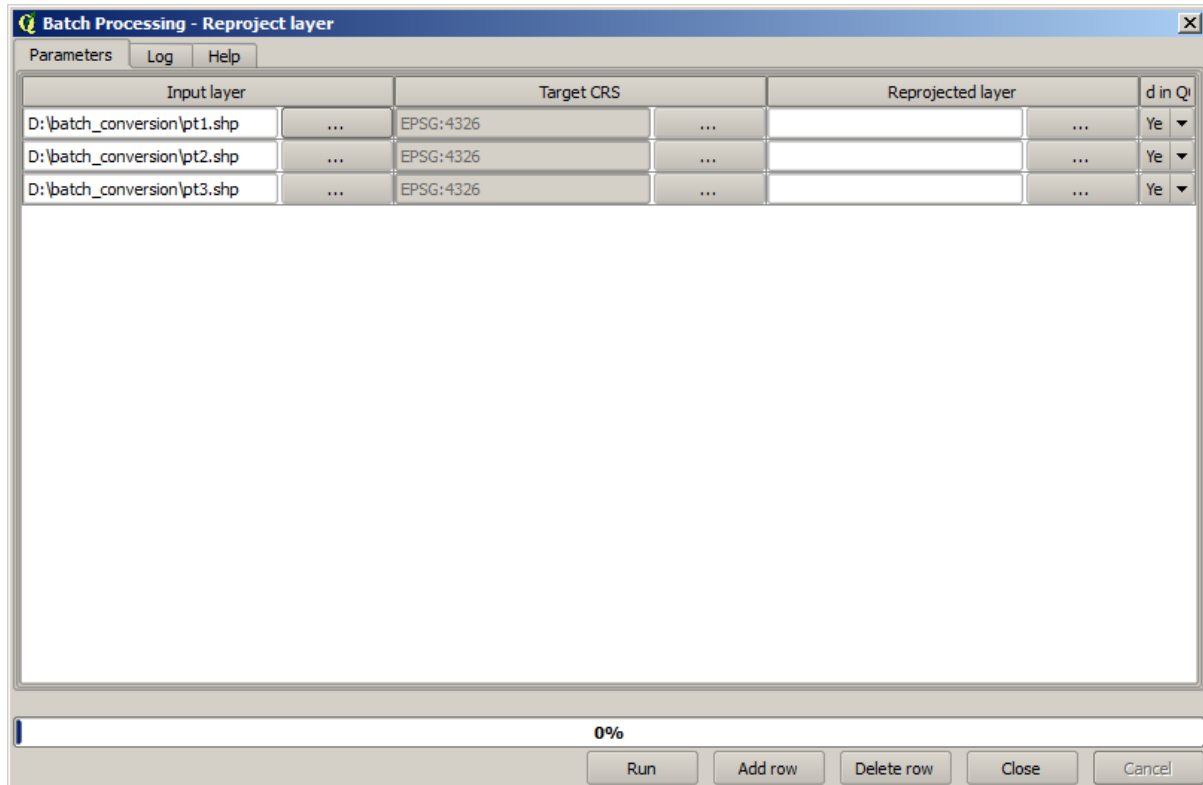 Batch Processing - Reproject layer
Parameters Log Help
Input layer Target CRS Reprojected layer d in Q
D:\batch_conversion\pt1.shp ... EPSG:4326 ... ... Ye
D:\batch_conversion\pt2.shp ... EPSG:4326 ... ... Ye
D:\batch_conversion\pt3.shp ... EPSG:4326 ... ... Ye
0%
Run Add row Delete row Close Cancel